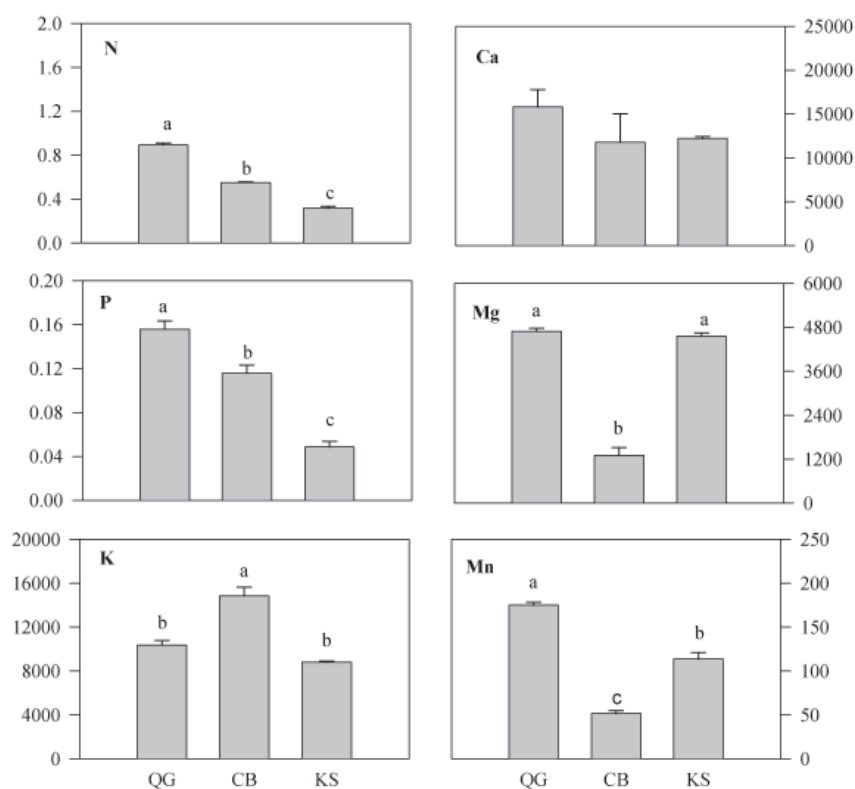 N
2.0
1.6
1.2
0.8
0.4
0.0
a
b
c
Ca
25000
20000
15000
10000
5000
0
P
0.20
0.16
0.12
0.08
0.04
0.00
a
b
c
Mg
6000
4800
3600
2400
1200
0
a
b
a
K
20000
16000
12000
8000
4000
0
b
a
b
QG CB KS
Mn
250
200
150
100
50
0
a
c
b
QG CB KS